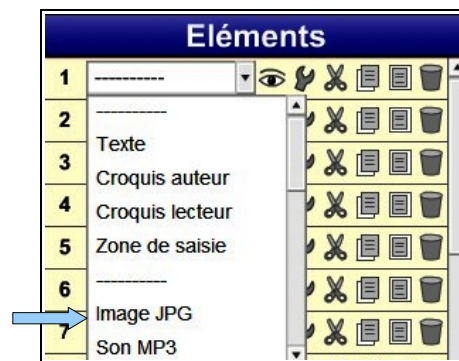 Eléments
1 ----------
2 ----------
Texte
3 Croquis auteur
4 Croquis lecteur
5 Zone de saisie
6 ----------
Image JPG
7 Son MP3